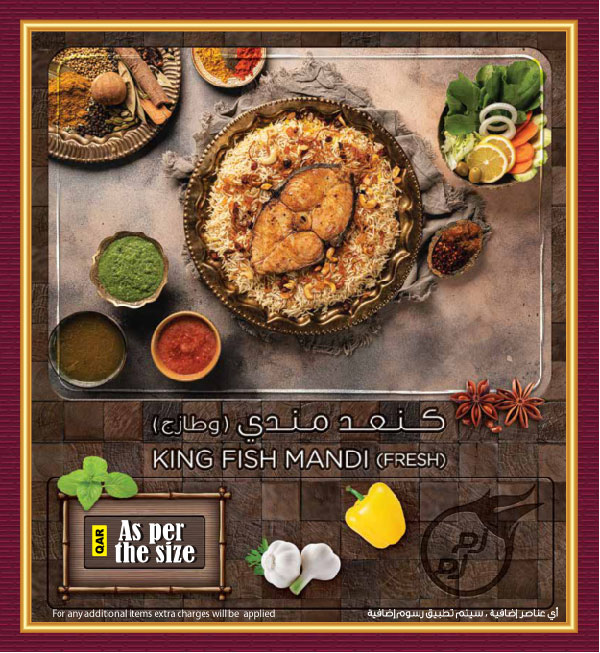 كنعد مندي (وطازج)
KING FISH MANDI (FRESH)
QAR
As per
the size
For any additional items extra charges will be applied
أي عناصر إضافية ، سيتم تطبيق رسوم إضافية